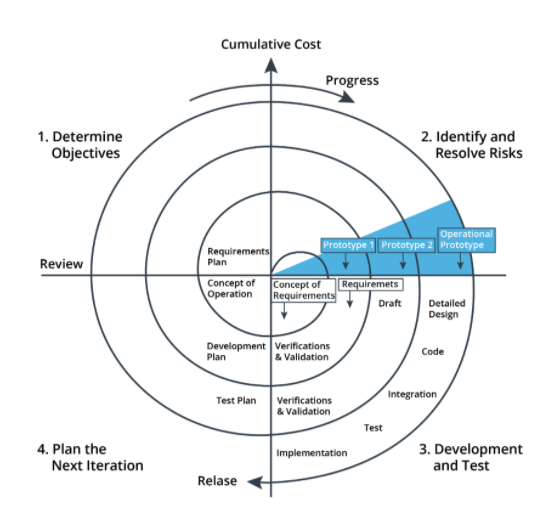 Cumulative Cost
Progress
1. Determine
Objectives
2. Identify and
Resolve Risks
Operational
Prototype
Prototype 1
Prototype 2
Requirements
Plan
Review
Concept of
Operation
Concept of
Requirements
Requiremets
Draft
Detailed
Design
Development
Plan
Verifications
& Validation
Code
Test Plan
Verifications
& Validation
Integration
Test
Implementation
4. Plan the
Next Iteration
3. Development
and Test
Relase